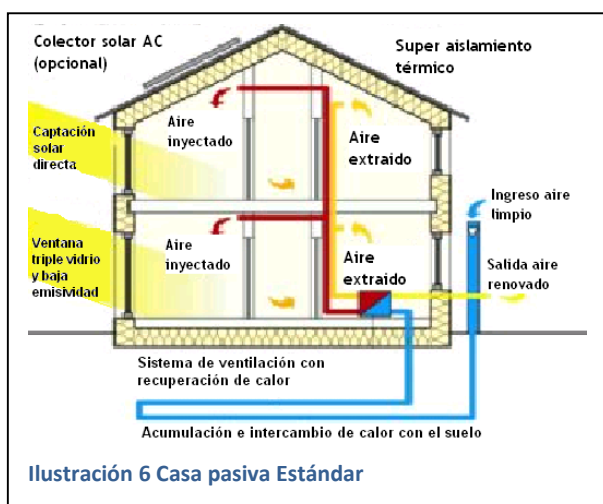 Colector solar AC
(opcional)
Super aislamiento
térmico
Captación
solar
directa
Aire
inyectado
Aire
extraido
Ingreso aire
limpio
Ventana
triple vidrio
y baja
emisividad
Aire
inyectado
Aire
extraido
Salida aire
renovado
Sistema de ventilación con
recuperación de calor
Acumulación e intercambio de calor con el suelo
Ilustración 6 Casa pasiva Estándar